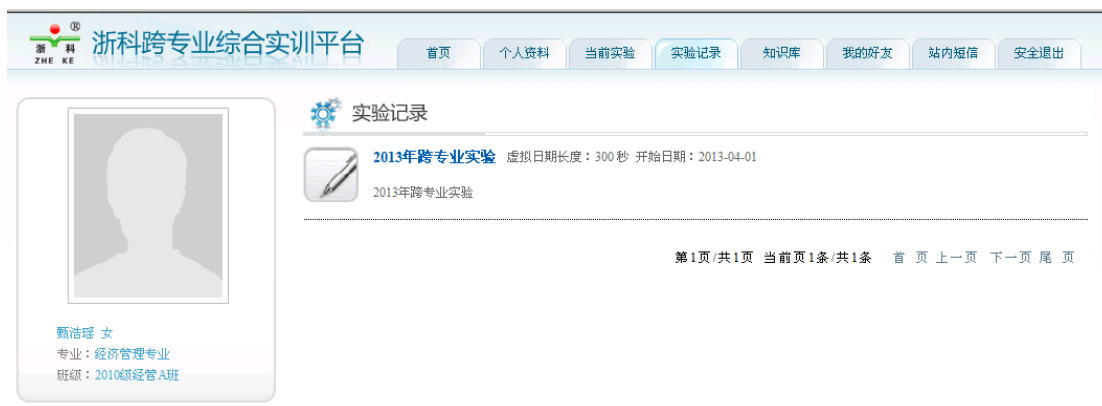 ®
浙 科
ZHE KE
浙科跨专业综合实训平台
首页 个人资料 当前实验 实验记录 知识库 我的好友 站内短信 安全退出
实验记录
2013年跨专业实验 虚拟日期长度：300 秒 开始日期：2013-04-01
2013年跨专业实验
第1页/共1页 当前页1条/共1条 首 页 上一页 下一页 尾 页
甄浩瑶 女
专业：经济管理专业
班级：2010级经管A班